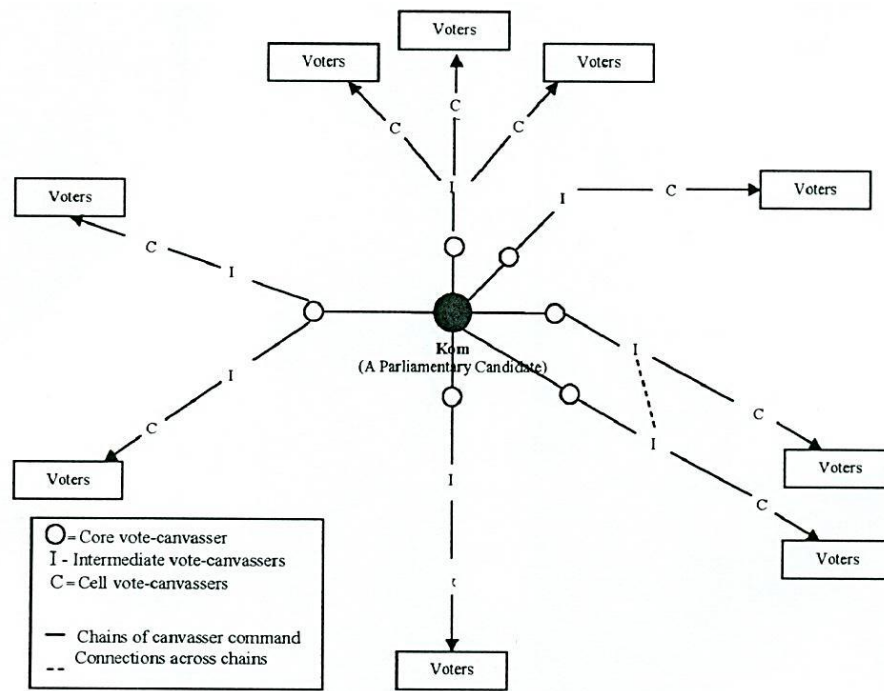 Voters
Voters
Voters
C
C
C
Voters
I
I
C
Voters
C
I
Kom
(A Parliamentary Candidate)
I
I
I
C
C
Voters
I
C
Voters
C
Voters
= Core vote-canvasser
I - Intermediate vote-canvassers
C = Cell vote-canvassers
Chains of canvasser command
Connections across chains
Voters